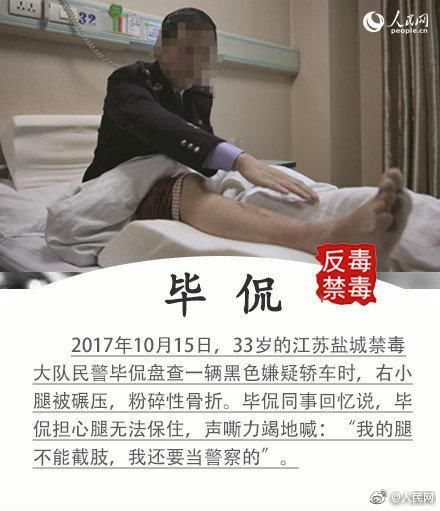 32
人民网
people.cn
毕侃
反毒
禁毒
2017年10月15日，33岁的江苏盐城禁毒
大队民警毕侃盘查一辆黑色嫌疑轿车时，右小
腿被碾压，粉碎性骨折。毕侃同事回忆说，毕
侃担心腿无法保住，声嘶力竭地喊：“我的腿
不能截肢，我还要当警察的”。
@人民网